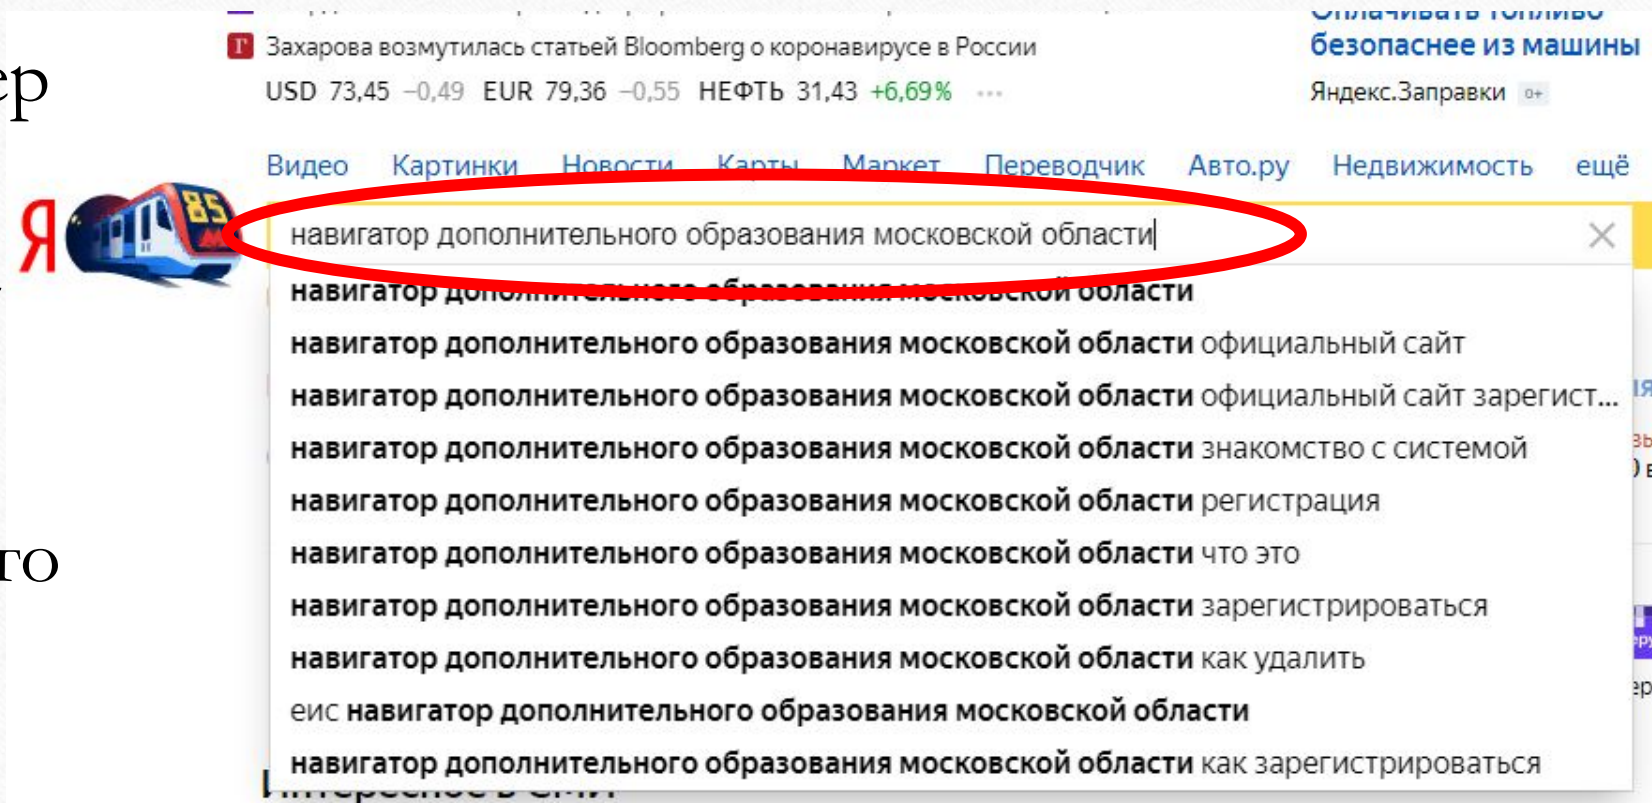 Оплачивать топливо
безопаснее из машины
Яндекс.Заправки 0+
Захарова возмутилась статьей Bloomberg о коронавирусе в России
USD 73,45 −0,49 EUR 79,36 −0,55 НЕФТЬ 31,43 +6,69% ···
ер
Видео Картинки Новости Карты Маркет Переводчик Авто.ру Недвижимость ещё
Я 85
навигатор дополнительного образования московской области
навигатор дополнительного образования московской области
навигатор дополнительного образования московской области официальный сайт
навигатор дополнительного образования московской области официальный сайт зарегист...
навигатор дополнительного образования московской области знакомство с системой
навигатор дополнительного образования московской области регистрация
навигатор дополнительного образования московской области что это
го
навигатор дополнительного образования московской области зарегистрироваться
навигатор дополнительного образования московской области как удалить
еис навигатор дополнительного образования московской области
навигатор дополнительного образования московской области как зарегистрироваться